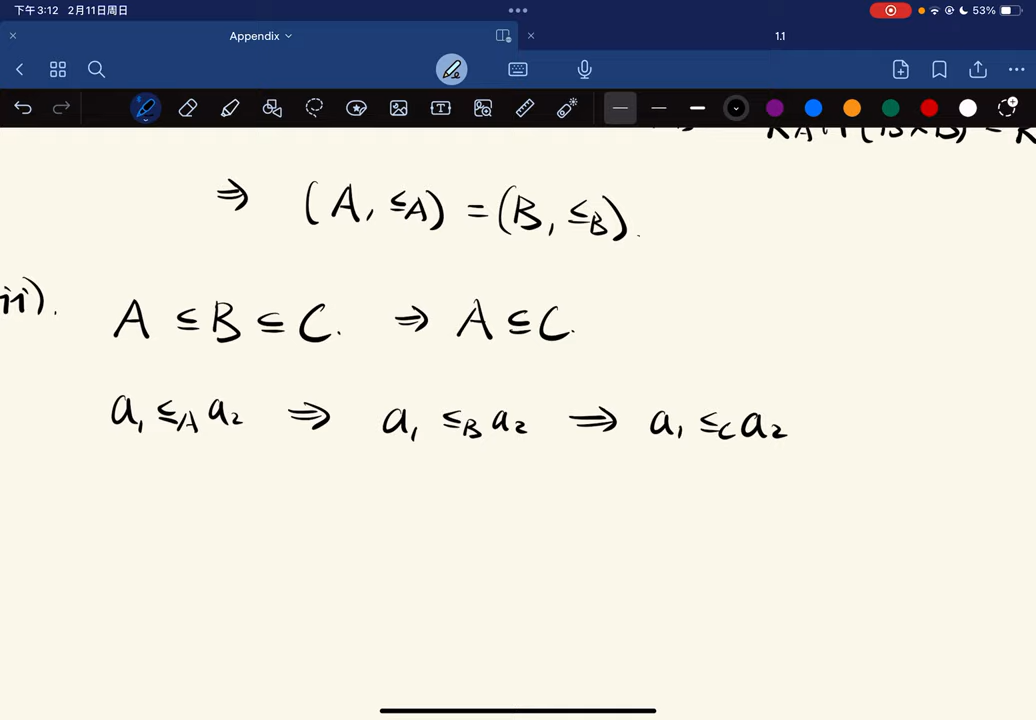 下午3:12 2月11日周日
53%
Appendix
1.1
⇒ (A, ≤A) = (B, ≤B).
iii). A ≤ B ≤ C. ⇒ A ≤ C.
a₁ ≤A a₂ ⇒ a₁ ≤B a₂ ⇒ a₁ ≤C a₂